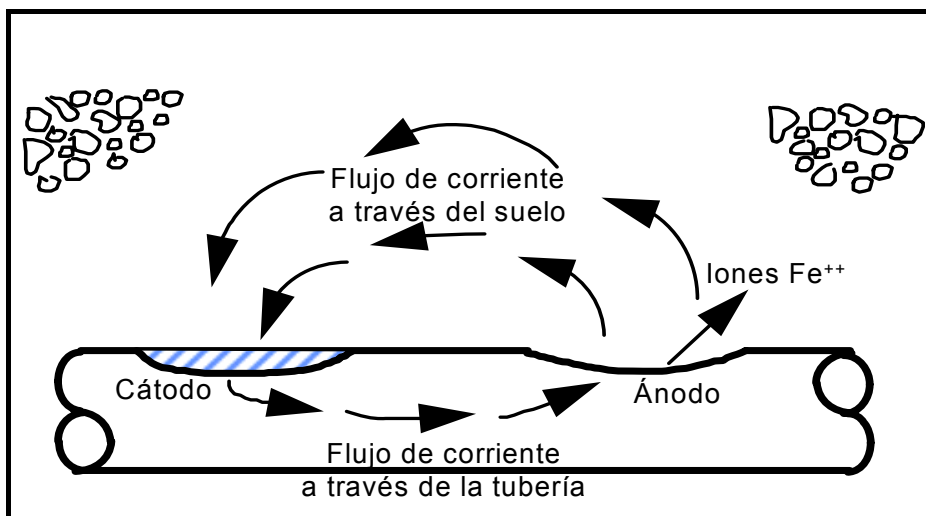 Flujo de corriente
a través del suelo
Iones Fe⁺⁺
Cátodo
Ánodo
Flujo de corriente
a través de la tubería